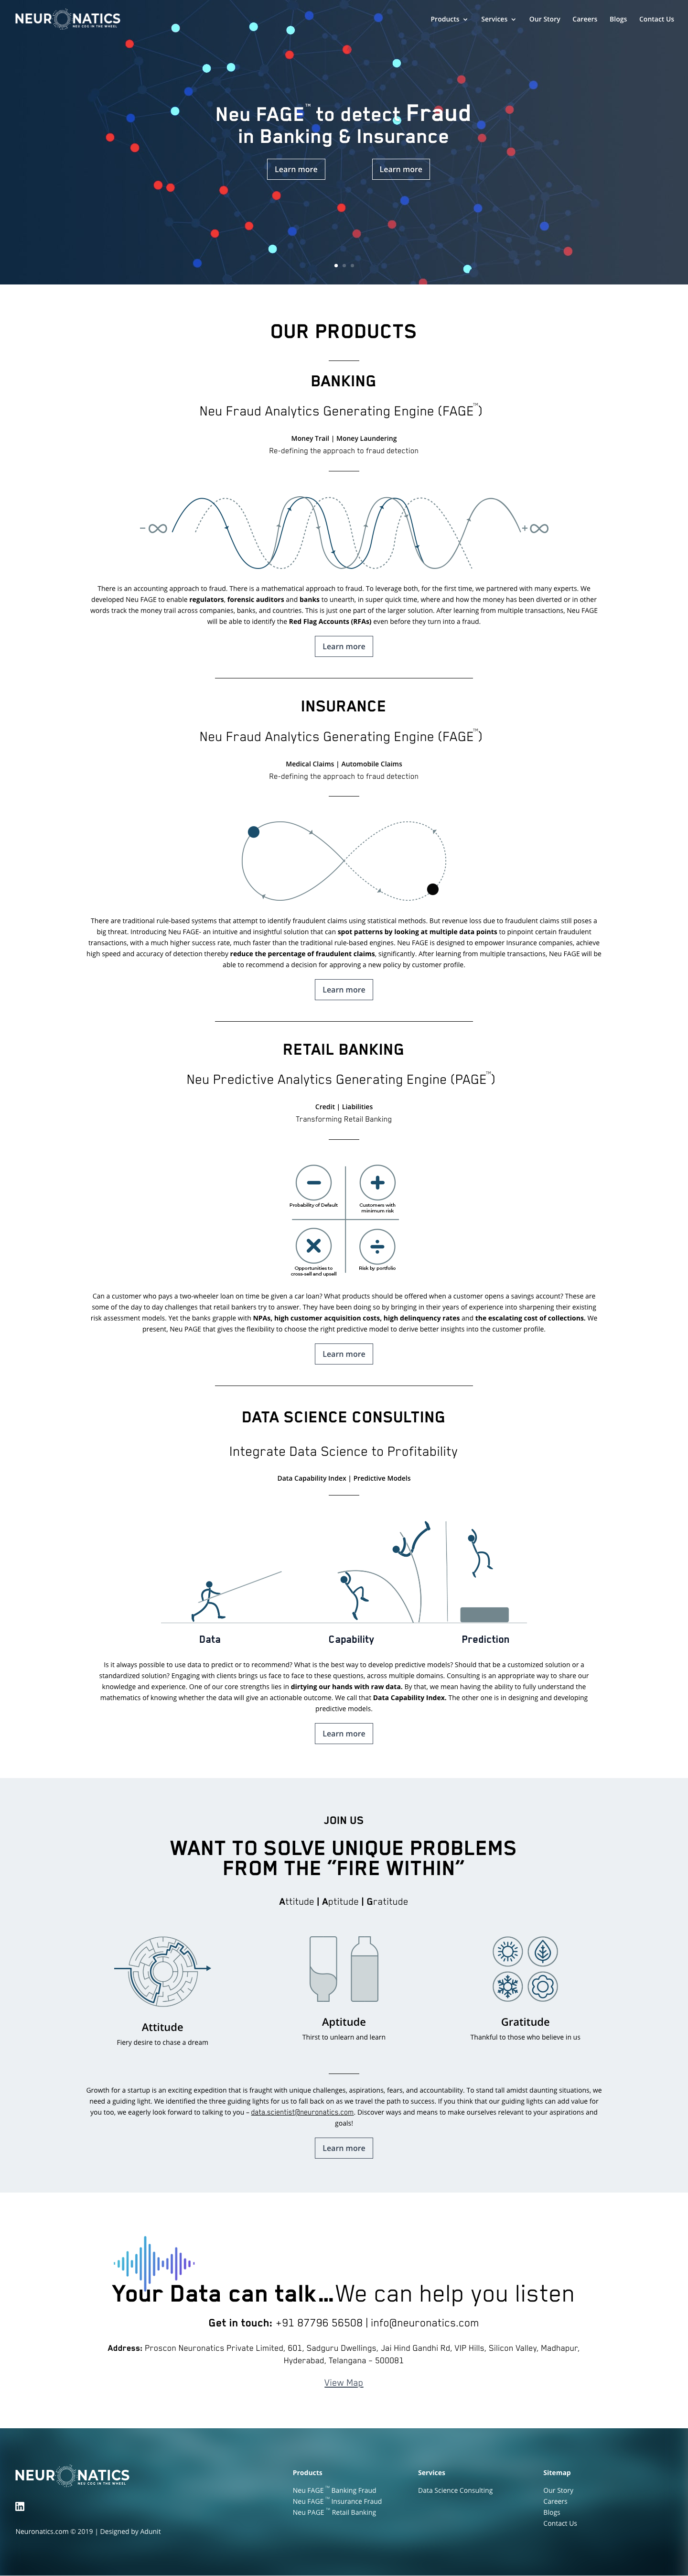 NEURONATICS
NEU COG IN THE WHEEL
Products Services Our Story Careers Blogs Contact Us
Neu FAGE™ to detect Fraud
in Banking & Insurance
Learn more Learn more
OUR PRODUCTS
BANKING
Neu Fraud Analytics Generating Engine (FAGE™)
Money Trail | Money Laundering
Re-defining the approach to fraud detection
− ∞ + ∞
There is an accounting approach to fraud. There is a mathematical approach to fraud. To leverage both, for the first time, we partnered with many experts. We
developed Neu FAGE to enable regulators, forensic auditors and banks to unearth, in super quick time, where and how the money has been diverted or in other
words track the money trail across companies, banks, and countries. This is just one part of the larger solution. After learning from multiple transactions, Neu FAGE
will be able to identify the Red Flag Accounts (RFAs) even before they turn into a fraud.
Learn more
INSURANCE
Neu Fraud Analytics Generating Engine (FAGE™)
Medical Claims | Automobile Claims
Re-defining the approach to fraud detection
There are traditional rule-based systems that attempt to identify fraudulent claims using statistical methods. But revenue loss due to fraudulent claims still poses a
big threat. Introducing Neu FAGE- an intuitive and insightful solution that can spot patterns by looking at multiple data points to pinpoint certain fraudulent
transactions, with a much higher success rate, much faster than the traditional rule-based engines. Neu FAGE is designed to empower Insurance companies, achieve
high speed and accuracy of detection thereby reduce the percentage of fraudulent claims, significantly. After learning from multiple transactions, Neu FAGE will be
able to recommend a decision for approving a new policy by customer profile.
Learn more
RETAIL BANKING
Neu Predictive Analytics Generating Engine (PAGE™)
Credit | Liabilities
Transforming Retail Banking
Probability of Default
Customers with
minimum risk
Opportunities to
cross-sell and upsell
Risk by portfolio
Can a customer who pays a two-wheeler loan on time be given a car loan? What products should be offered when a customer opens a savings account? These are
some of the day to day challenges that retail bankers try to answer. They have been doing so by bringing in their years of experience into sharpening their existing
risk assessment models. Yet the banks grapple with NPAs, high customer acquisition costs, high delinquency rates and the escalating cost of collections. We
present, Neu PAGE that gives the flexibility to choose the right predictive model to derive better insights into the customer profile.
Learn more
DATA SCIENCE CONSULTING
Integrate Data Science to Profitability
Data Capability Index | Predictive Models
Data Capability Prediction
Is it always possible to use data to predict or to recommend? What is the best way to develop predictive models? Should that be a customized solution or a
standardized solution? Engaging with clients brings us face to face to these questions, across multiple domains. Consulting is an appropriate way to share our
knowledge and experience. One of our core strengths lies in dirtying our hands with raw data. By that, we mean having the ability to fully understand the
mathematics of knowing whether the data will give an actionable outcome. We call that Data Capability Index. The other one is in designing and developing
predictive models.
Learn more
JOIN US
WANT TO SOLVE UNIQUE PROBLEMS
FROM THE “FIRE WITHIN”
Attitude | Aptitude | Gratitude
Attitude
Fiery desire to chase a dream
Aptitude
Thirst to unlearn and learn
Gratitude
Thankful to those who believe in us
Growth for a startup is an exciting expedition that is fraught with unique challenges, aspirations, fears, and accountability. To stand tall amidst daunting situations, we
need a guiding light. We identified the three guiding lights for us to fall back on as we travel the path to success. If you think that our guiding lights can add value for
you too, we eagerly look forward to talking to you – data.scientist@neuronatics.com. Discover ways and means to make ourselves relevant to your aspirations and
goals!
Learn more
Your Data can talk...We can help you listen
Get in touch: +91 87796 56508 | info@neuronatics.com
Address: Proscon Neuronatics Private Limited, 601, Sadguru Dwellings, Jai Hind Gandhi Rd, VIP Hills, Silicon Valley, Madhapur,
Hyderabad, Telangana - 500081
View Map
NEURONATICS
NEU COG IN THE WHEEL
in
Neuronatics.com © 2019 | Designed by Adunit
Products
Neu FAGE™ Banking Fraud
Neu FAGE™ Insurance Fraud
Neu PAGE™ Retail Banking
Services
Data Science Consulting
Sitemap
Our Story
Careers
Blogs
Contact Us